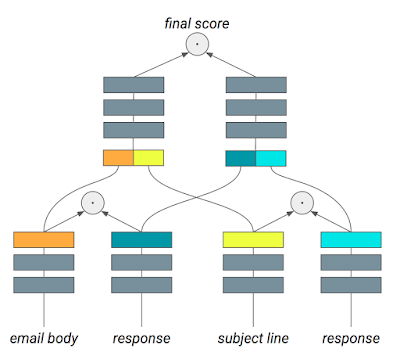 final score
email body
response
subject line
response